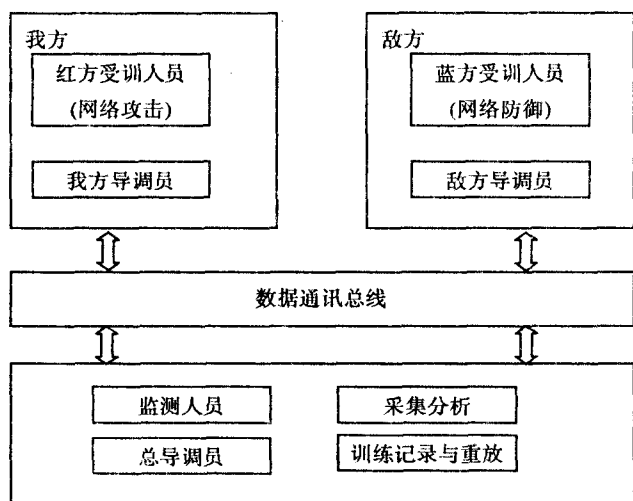 我方
红方受训人员
(网络攻击)
我方导调员
敌方
蓝方受训人员
(网络防御)
敌方导调员
数据通讯总线
监测人员
采集分析
总导调员
训练记录与重放